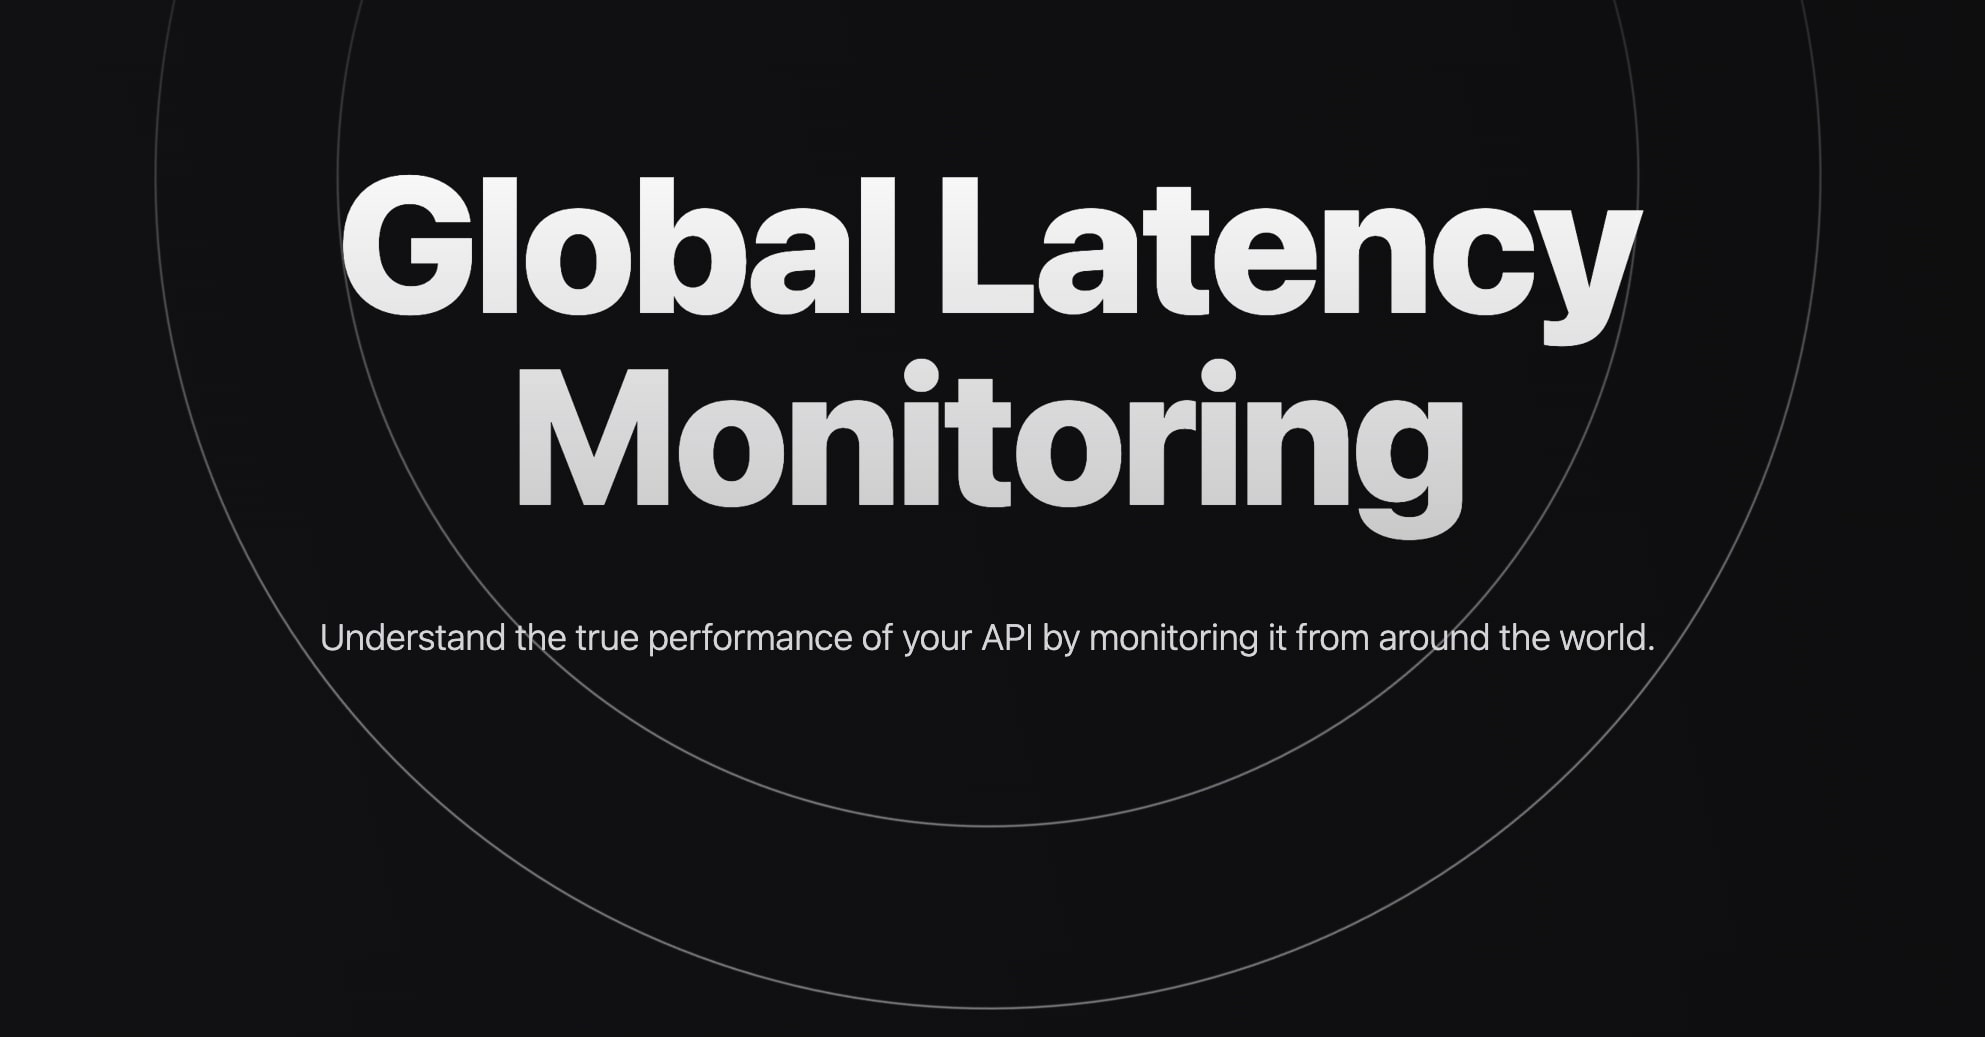 Global Latency
Monitoring
Understand the true performance of your API by monitoring it from around the world.